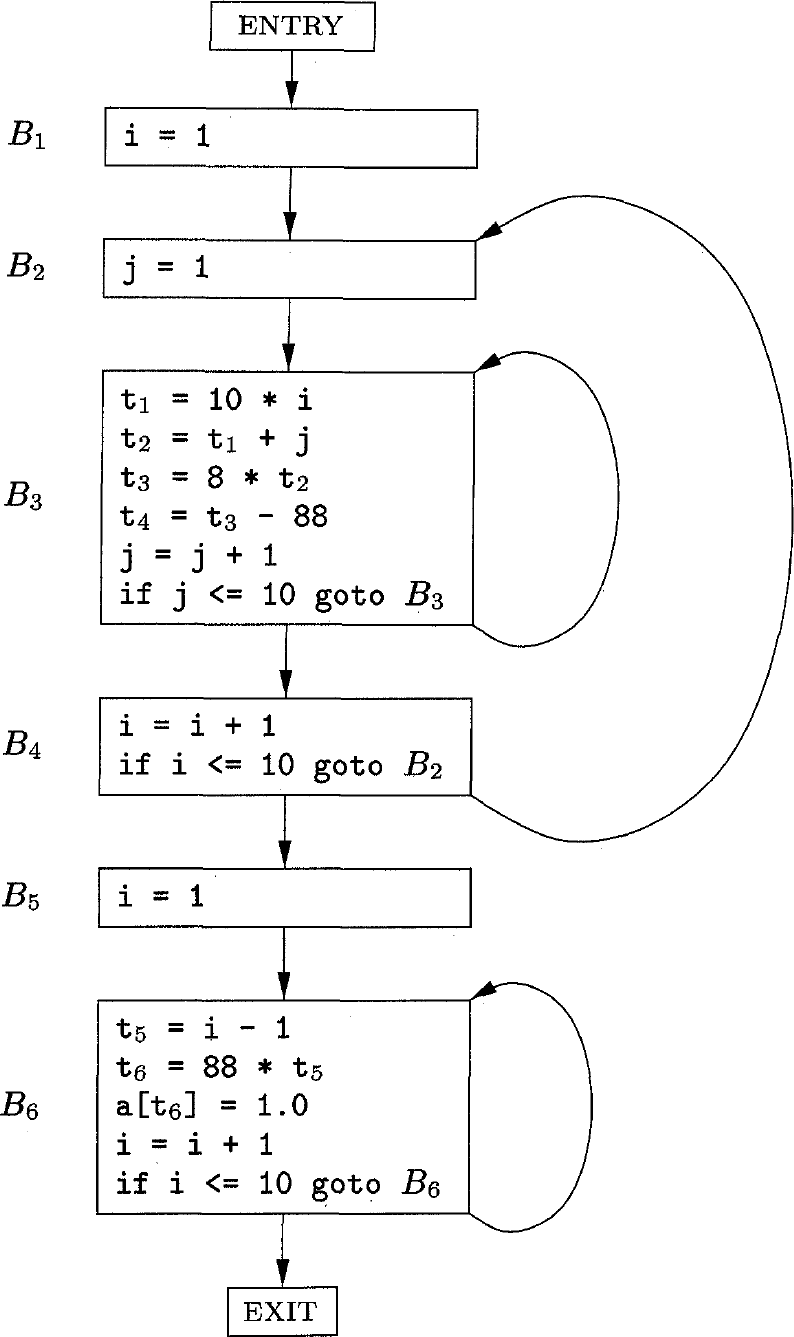 ENTRY
B₁
i = 1
B₂
j = 1
B₃
t₁ = 10 * i
t₂ = t₁ + j
t₃ = 8 * t₂
t₄ = t₃ - 88
j = j + 1
if j <= 10 goto B₃
B₄
i = i + 1
if i <= 10 goto B₂
B₅
i = 1
B₆
t₅ = i - 1
t₆ = 88 * t₅
a[t₆] = 1.0
i = i + 1
if i <= 10 goto B₆
EXIT